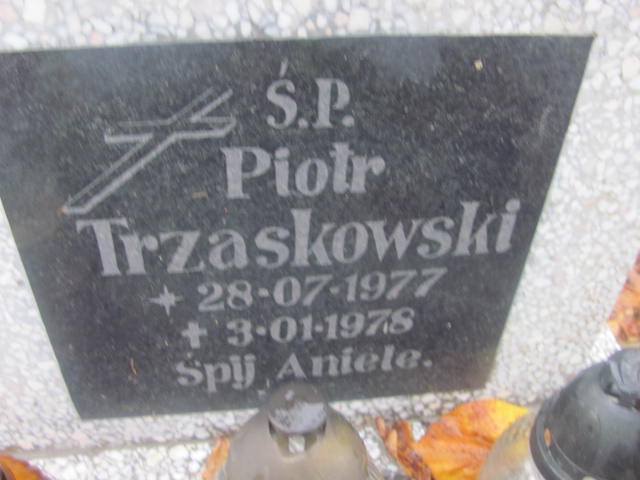 Ś.P.
Piotr
Trzaskowski
28-07-1977
3-01-1978
Śpij Aniele.